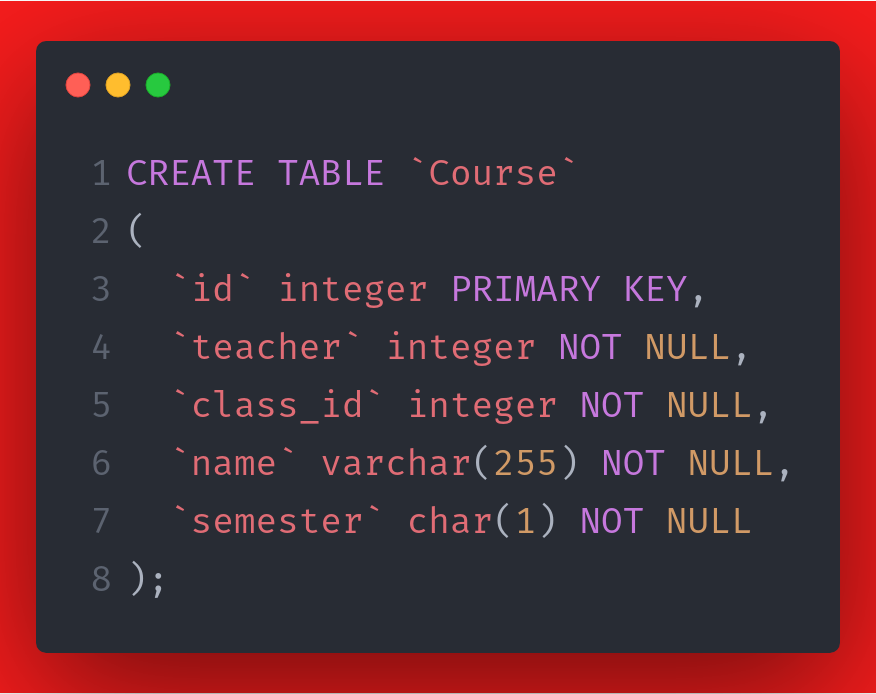 1 CREATE TABLE `Course`
2 (
3   `id` integer PRIMARY KEY,
4   `teacher` integer NOT NULL,
5   `class_id` integer NOT NULL,
6   `name` varchar(255) NOT NULL,
7   `semester` char(1) NOT NULL
8 );